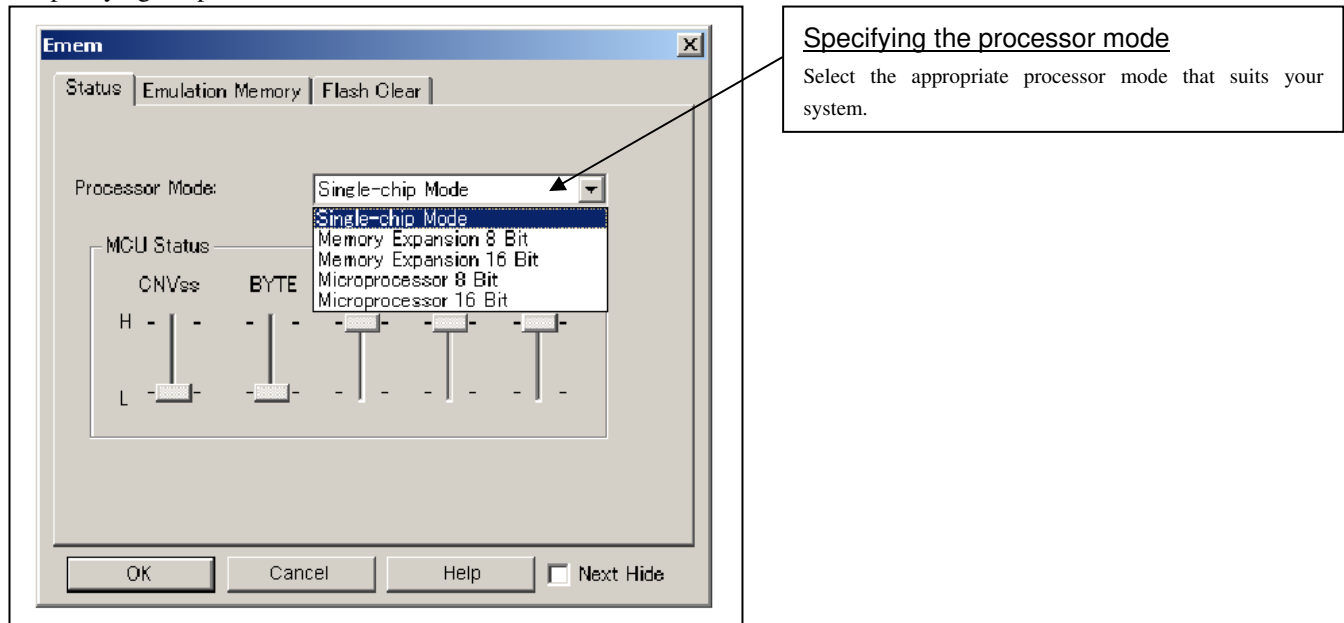 Emem
Status
Emulation Memory
Flash Clear
Processor Mode:
Single-chip Mode
Single-chip Mode
Memory Expansion 8 Bit
Memory Expansion 16 Bit
Microprocessor 8 Bit
Microprocessor 16 Bit
MCU Status
CNVss
BYTE
H
L
OK
Cancel
Help
Next Hide
Specifying the processor mode
Select the appropriate processor mode that suits your
system.